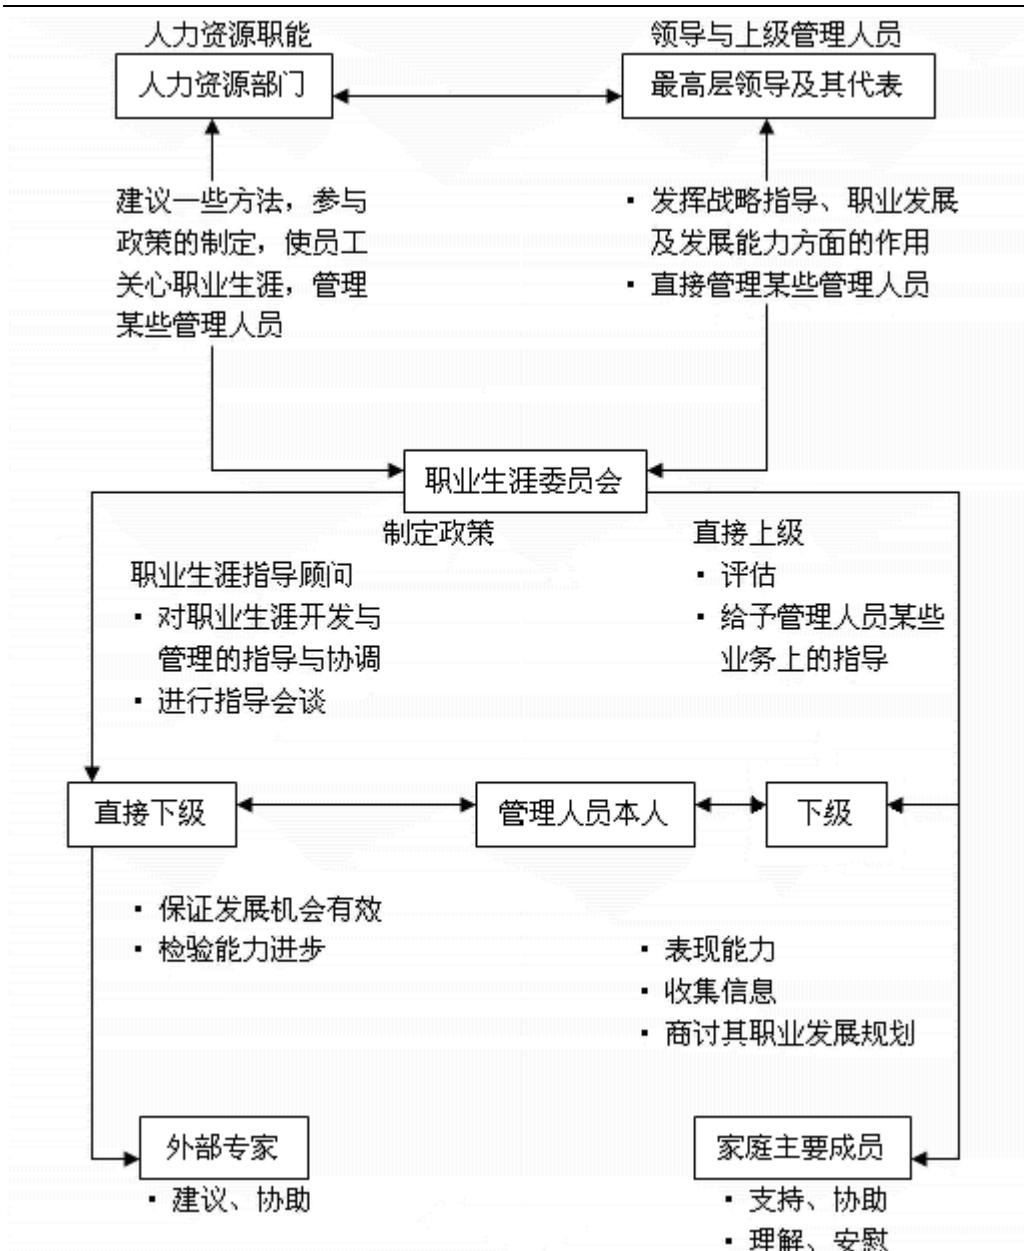 人力资源职能
领导与上级管理人员
人力资源部门
最高层领导及其代表
建议一些方法，参与
政策的制定，使员工
关心职业生涯，管理
某些管理人员
▪ 发挥战略指导、职业发展
及发展能力方面的作用
▪ 直接管理某些管理人员
职业生涯委员会
制定政策
职业生涯指导顾问
▪ 对职业生涯开发与
管理的指导与协调
▪ 进行指导会谈
直接上级
▪ 评估
▪ 给予管理人员某些
业务上的指导
直接下级
管理人员本人
下级
▪ 保证发展机会有效
▪ 检验能力进步
▪ 表现能力
▪ 收集信息
▪ 商讨其职业发展规划
外部专家
▪ 建议、协助
家庭主要成员
▪ 支持、协助
▪ 理解、安慰